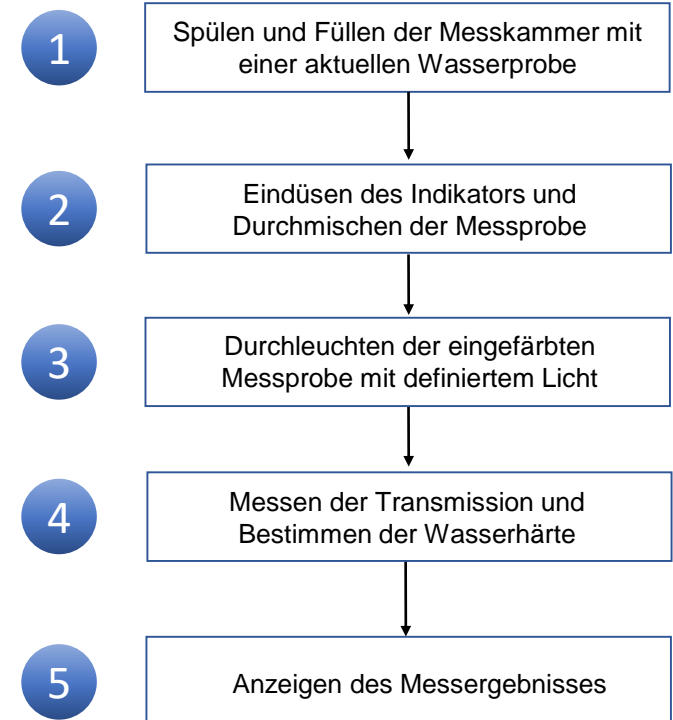 1
Spülen und Füllen der Messkammer mit
einer aktuellen Wasserprobe
2
Eindüsen des Indikators und
Durchmischen der Messprobe
3
Durchleuchten der eingefärbten
Messprobe mit definiertem Licht
4
Messen der Transmission und
Bestimmen der Wasserhärte
5
Anzeigen des Messergebnisses